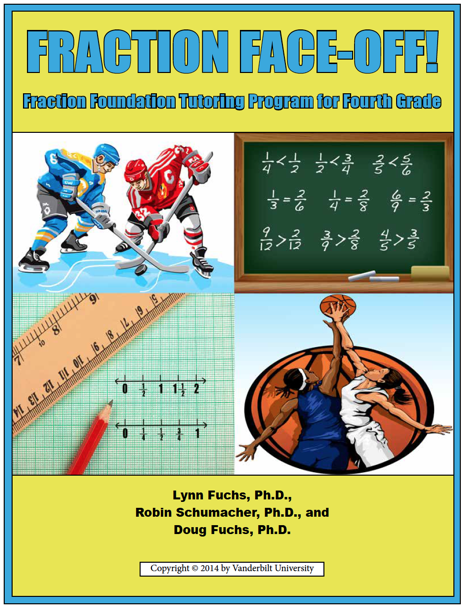 FRACTION FACE-OFF!
Fraction Foundation Tutoring Program for Fourth Grade
1/4 < 1/2 1/2 < 3/4 2/5 < 5/6
1/3 = 2/6 1/4 = 2/8 6/9 = 2/3
9/12 > 2/12 3/9 > 2/8 4/5 > 3/5
0 1/2 1 1 1/2 2
0 1/4 1/2 3/4 1
Lynn Fuchs, Ph.D.,
Robin Schumacher, Ph.D., and
Doug Fuchs, Ph.D.
Copyright © 2014 by Vanderbilt University